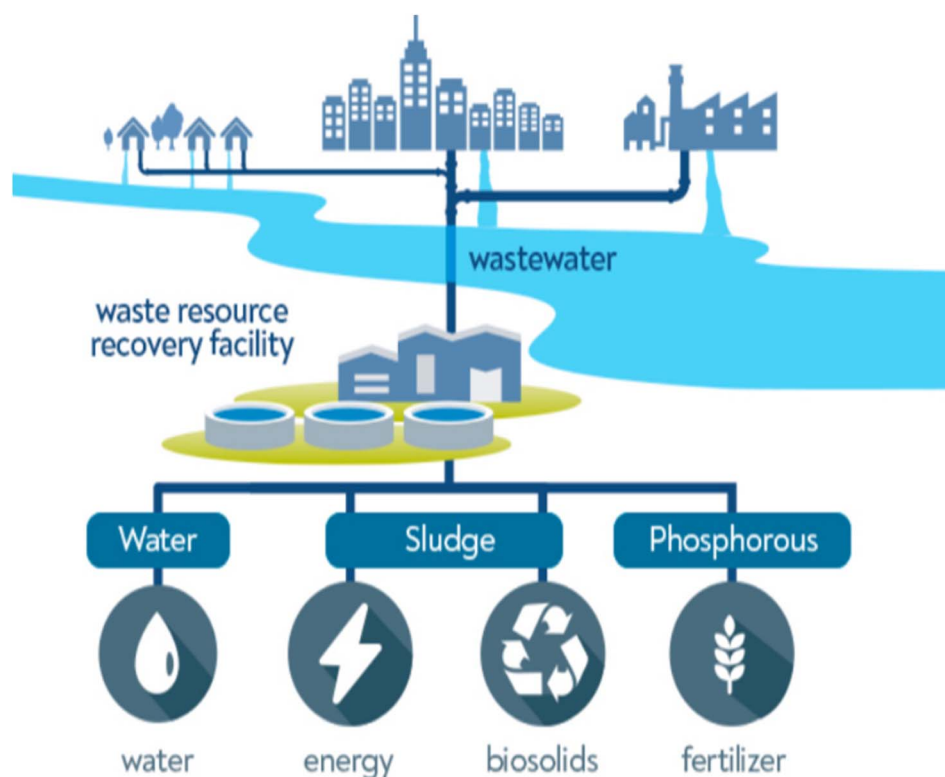 wastewater
waste resource
recovery facility
Water
Sludge
Phosphorous
water
energy
biosolids
fertilizer